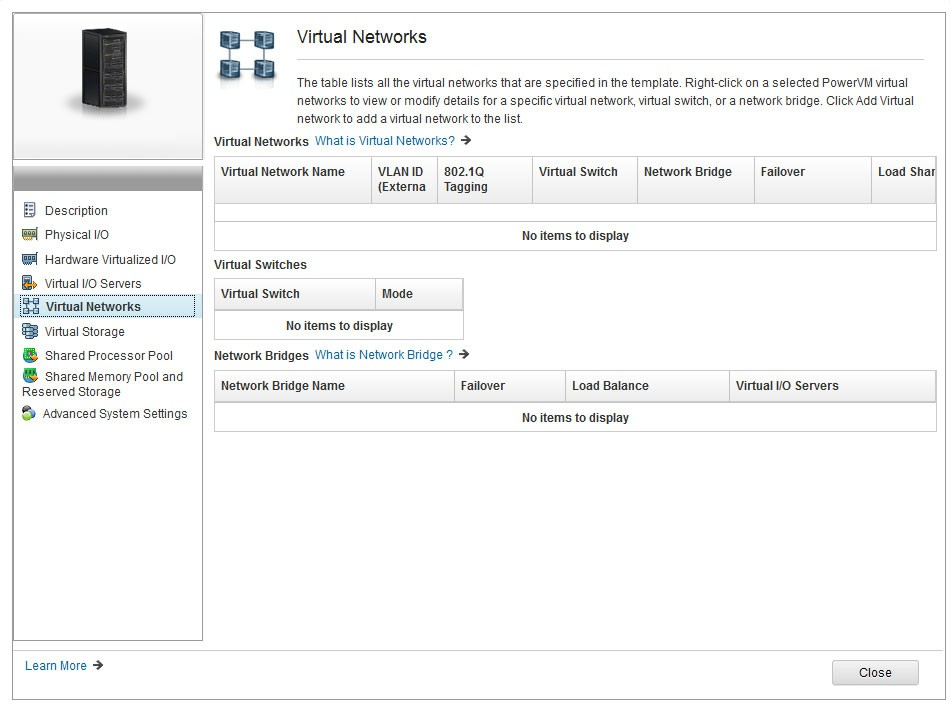 Virtual Networks
The table lists all the virtual networks that are specified in the template. Right-click on a selected PowerVM virtual
networks to view or modify details for a specific virtual network, virtual switch, or a network bridge. Click Add Virtual
network to add a virtual network to the list.
Description
Physical I/O
Hardware Virtualized I/O
Virtual I/O Servers
Virtual Networks
Virtual Storage
Shared Processor Pool
Shared Memory Pool and
Reserved Storage
Advanced System Settings
Virtual Networks What is Virtual Networks?
Virtual Network Name VLAN ID (Externa 802.1Q Tagging Virtual Switch Network Bridge Failover Load Shar
No items to display
Virtual Switches
Virtual Switch Mode
No items to display
Network Bridges What is Network Bridge ?
Network Bridge Name Failover Load Balance Virtual I/O Servers
No items to display
Learn More
Close